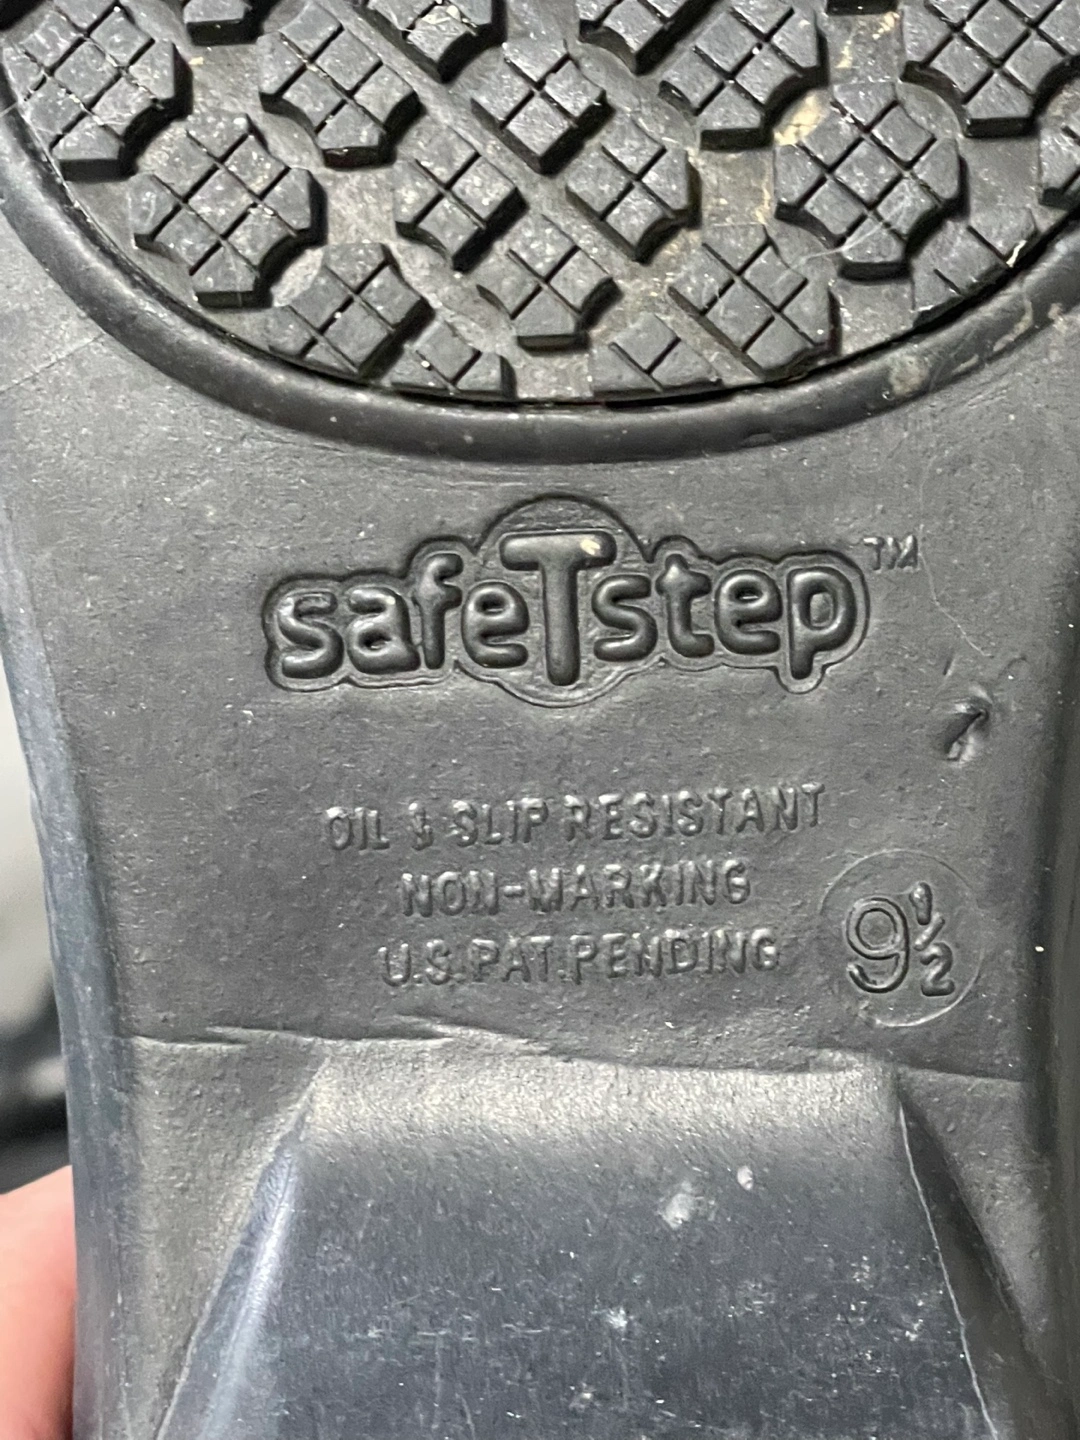 safeTstep™
OIL & SLIP RESISTANT
NON-MARKING
U.S. PAT. PENDING
9½